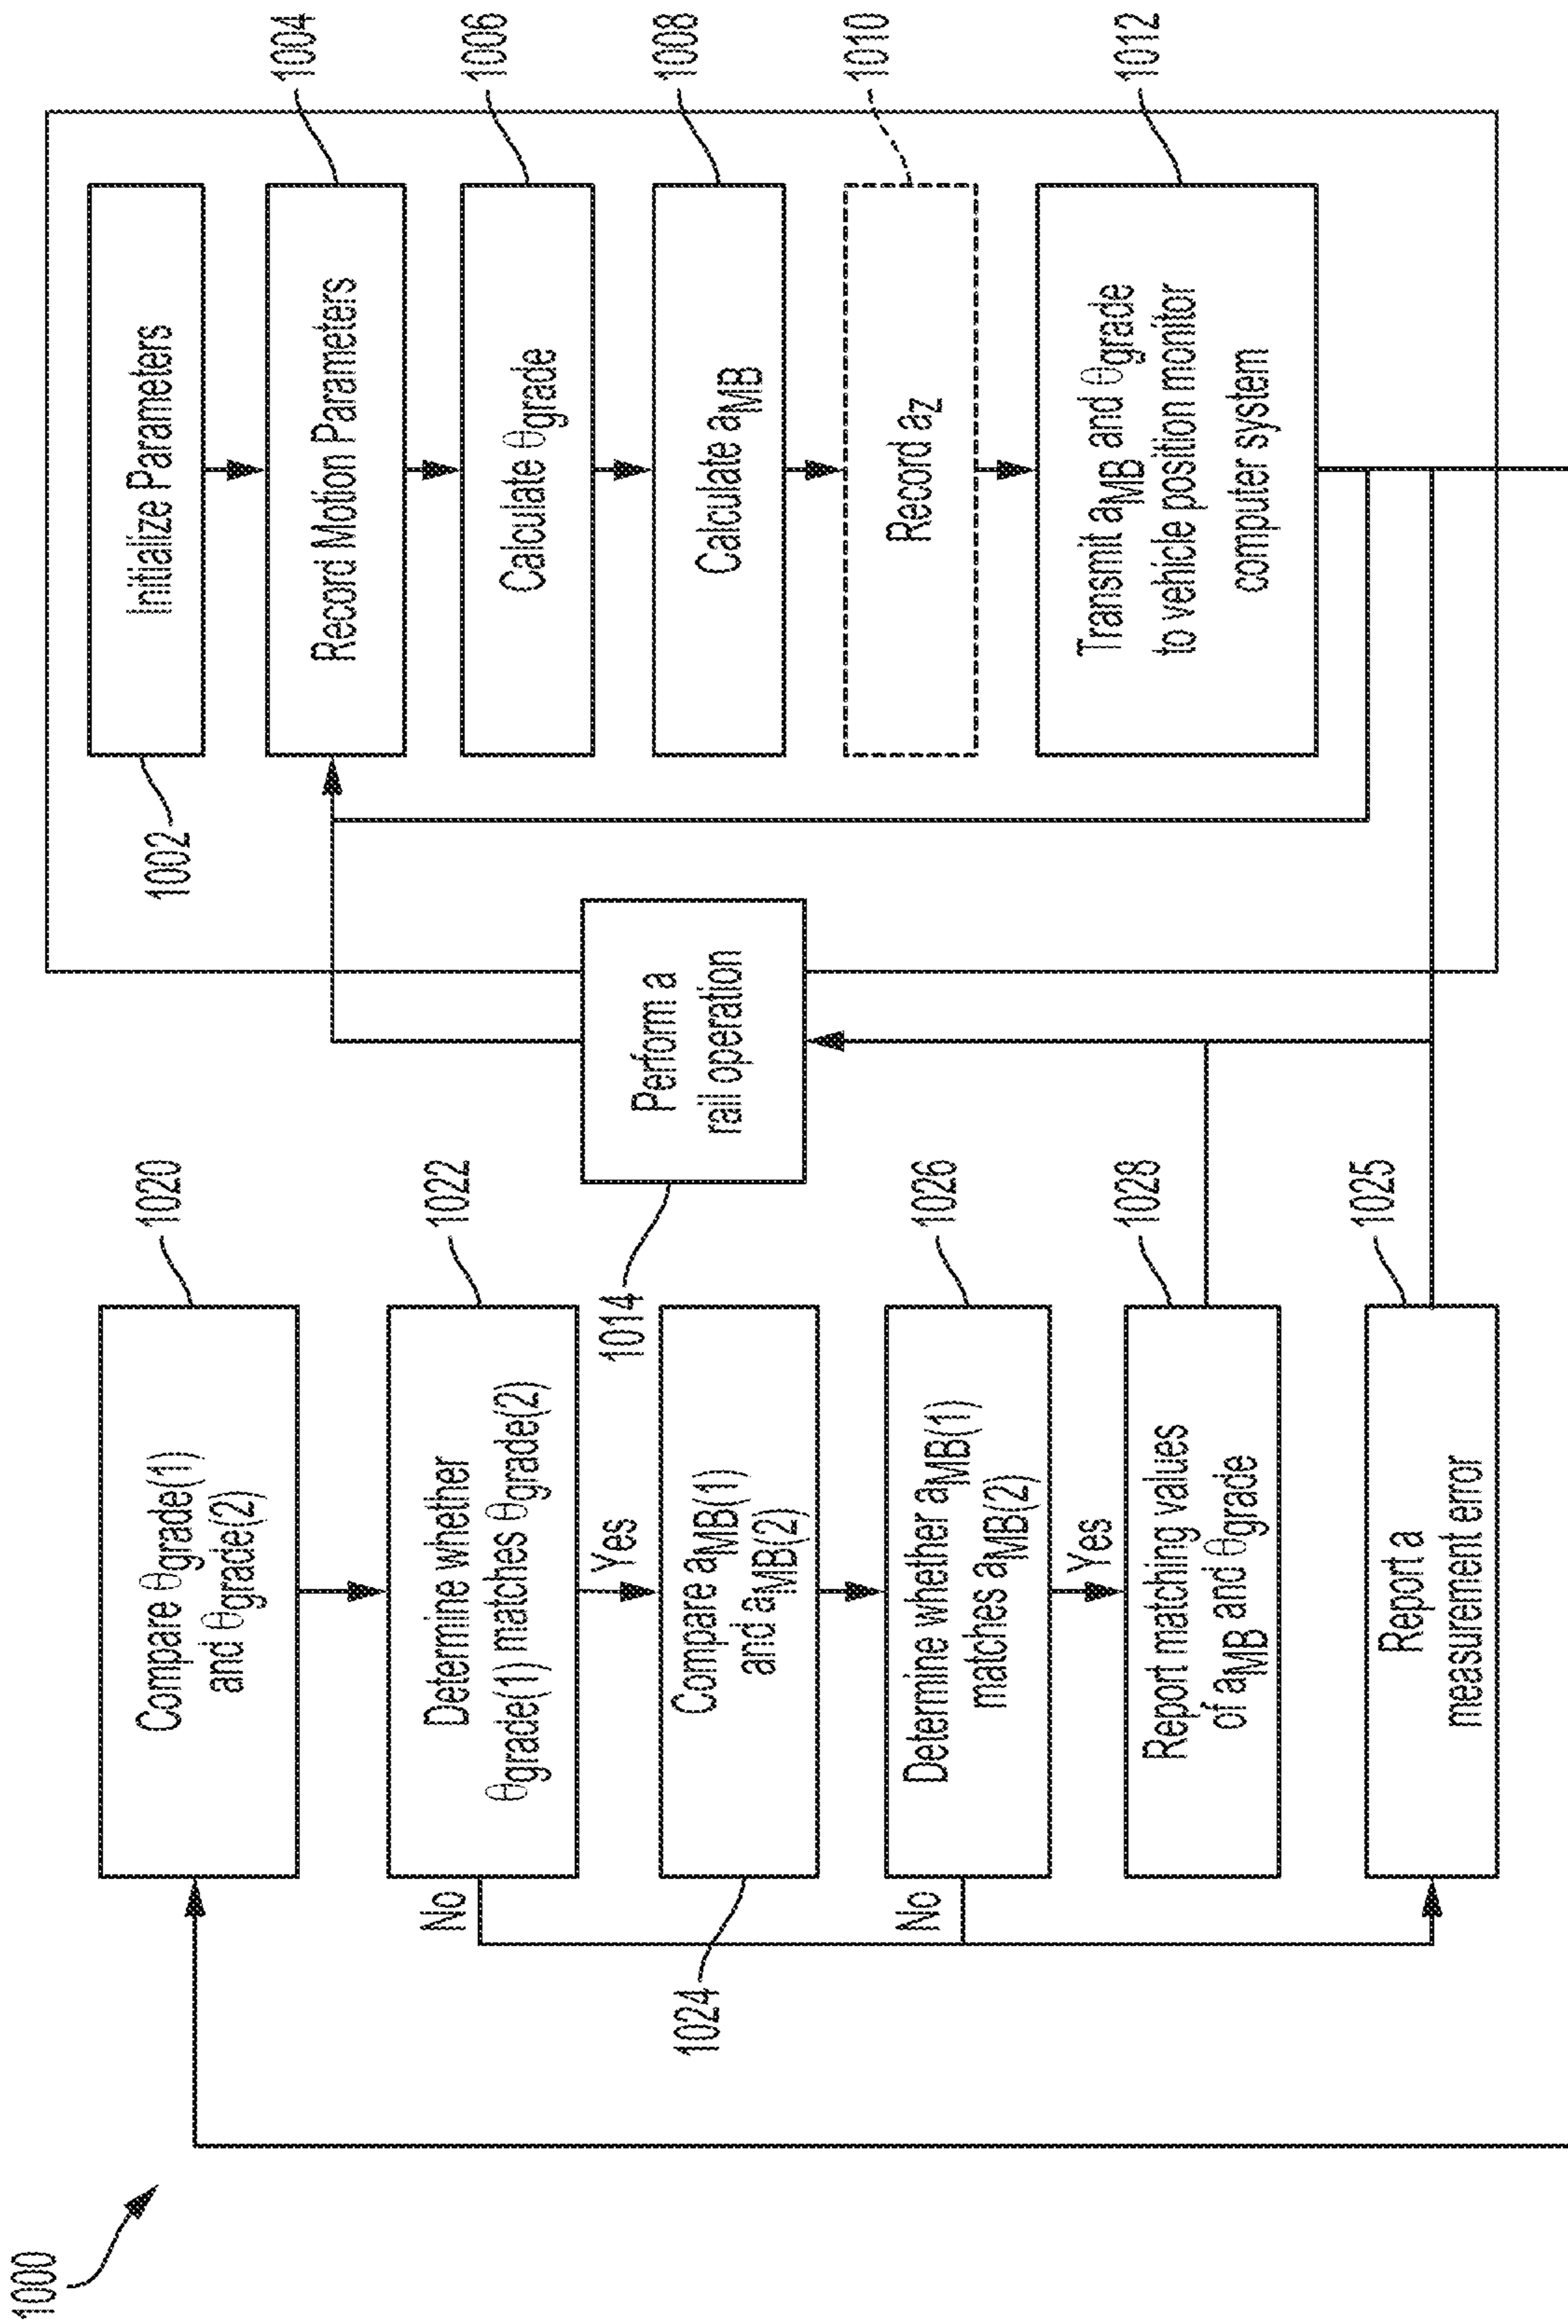 1000
1020
Compare θgrade(1)
and θgrade(2)
1022
Determine whether
θgrade(1) matches θgrade(2)
No
Yes
Compare aMB(1)
and aMB(2)
1024
1026
Determine whether aMB(1)
matches aMB(2)
No
Yes
1028
Report matching values
of aMB and θgrade
1025
Report a
measurement error
1014
Perform a
rail operation
1002
Initialize Parameters
1004
Record Motion Parameters
1006
Calculate θgrade
1008
Calculate aMB
1010
Record az
1012
Transmit aMB and θgrade
to vehicle position monitor
computer system